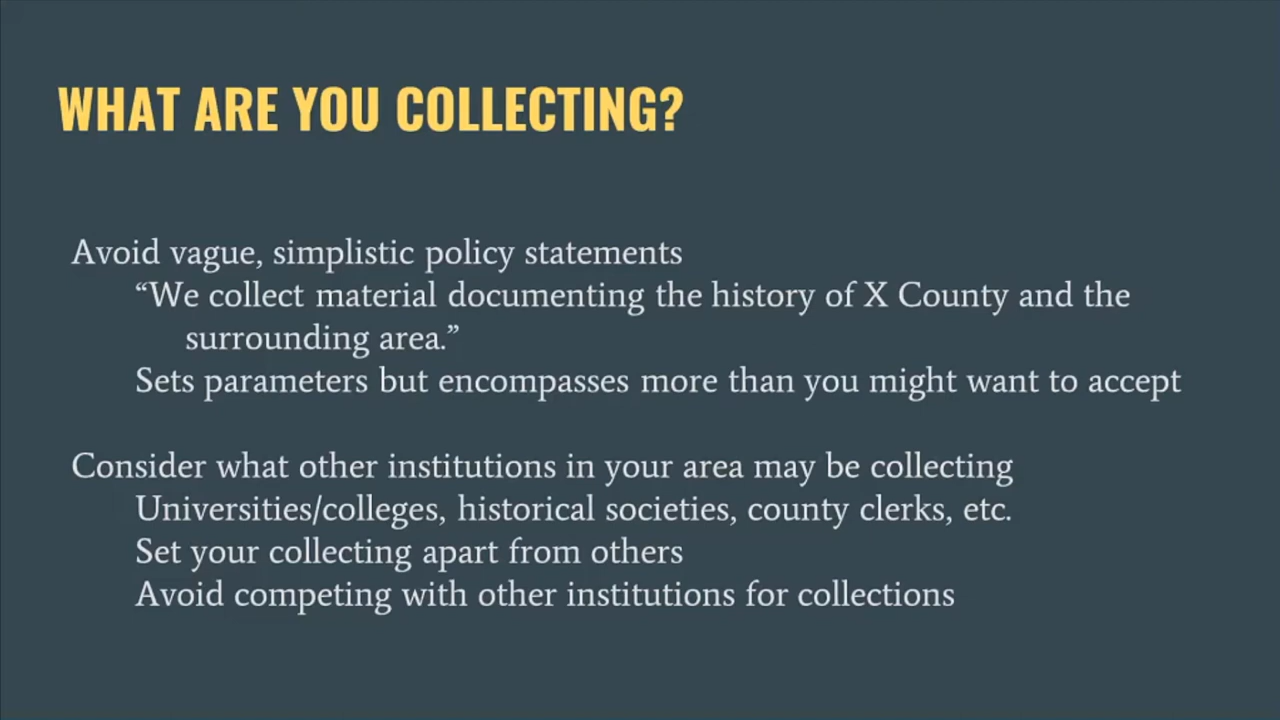 WHAT ARE YOU COLLECTING?
Avoid vague, simplistic policy statements
“We collect material documenting the history of X County and the
surrounding area.”
Sets parameters but encompasses more than you might want to accept
Consider what other institutions in your area may be collecting
Universities/colleges, historical societies, county clerks, etc.
Set your collecting apart from others
Avoid competing with other institutions for collections